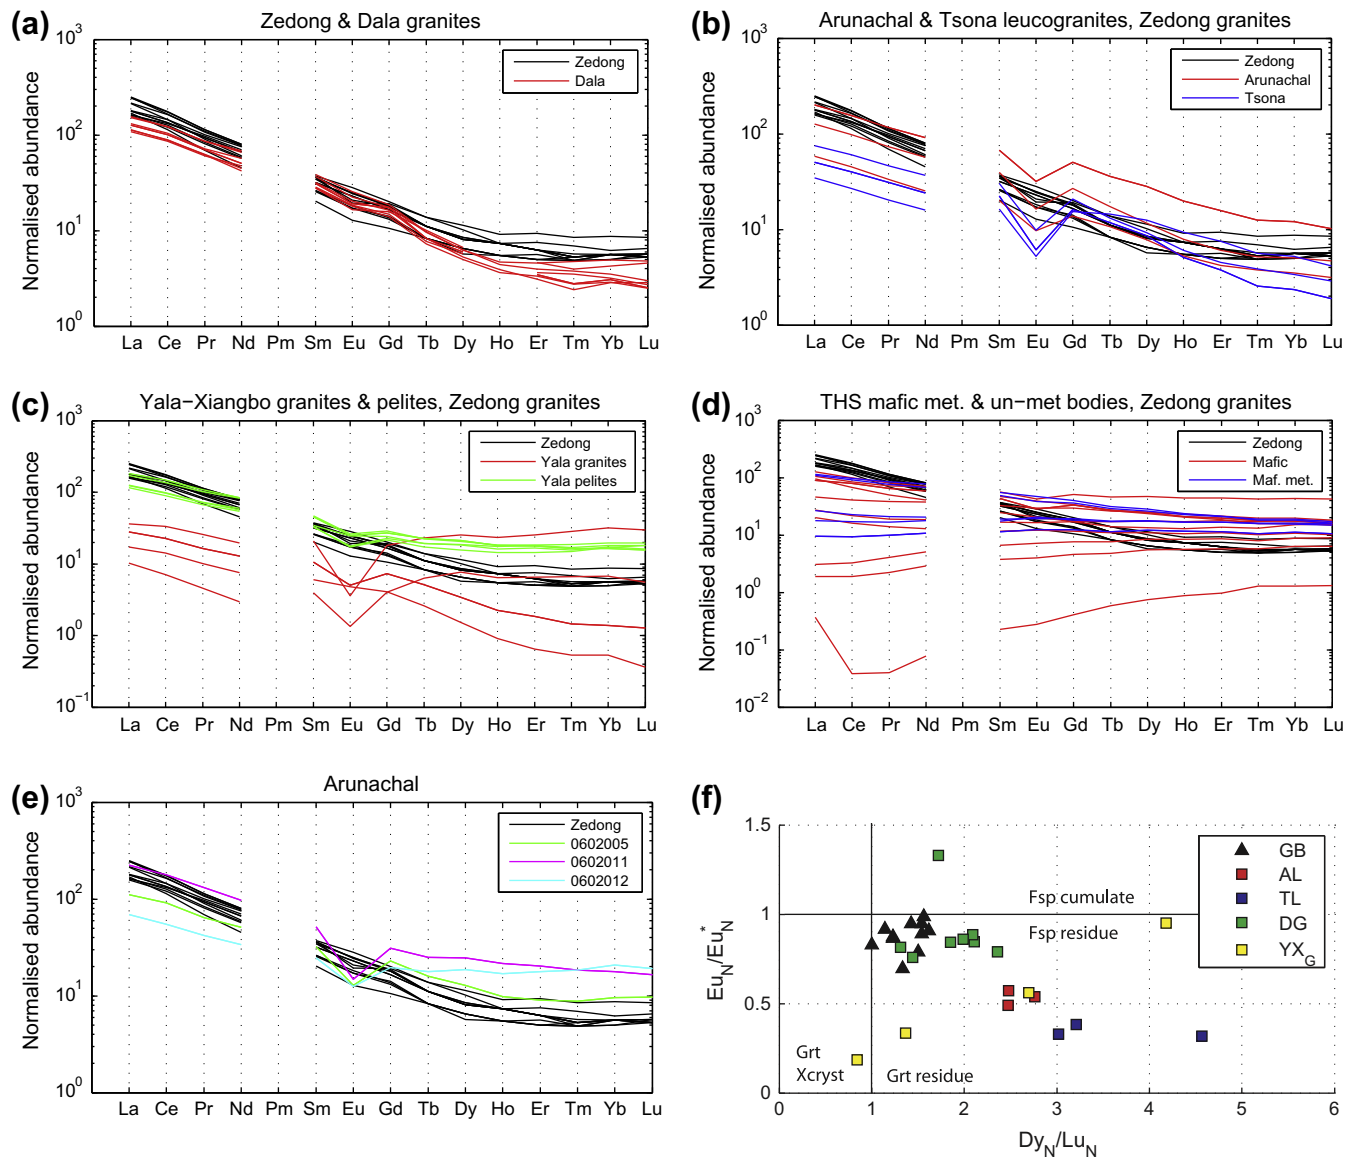 (a)
Zedong & Dala granites
Normalised abundance
10³
10²
10¹
10⁰
Zedong
Dala
La Ce Pr Nd Pm Sm Eu Gd Tb Dy Ho Er Tm Yb Lu
(b)
Arunachal & Tsona leucogranites, Zedong granites
Normalised abundance
10³
10²
10¹
10⁰
Zedong
Arunachal
Tsona
La Ce Pr Nd Pm Sm Eu Gd Tb Dy Ho Er Tm Yb Lu
(c)
Yala−Xiangbo granites & pelites, Zedong granites
Normalised abundance
10³
10²
10¹
10⁰
10⁻¹
Zedong
Yala granites
Yala pelites
La Ce Pr Nd Pm Sm Eu Gd Tb Dy Ho Er Tm Yb Lu
(d)
THS mafic met. & un−met bodies, Zedong granites
Normalised abundance
10³
10²
10¹
10⁰
10⁻¹
10⁻²
Zedong
Mafic
Maf. met.
La Ce Pr Nd Pm Sm Eu Gd Tb Dy Ho Er Tm Yb Lu
(e)
Arunachal
Normalised abundance
10³
10²
10¹
10⁰
Zedong
0602005
0602011
0602012
La Ce Pr Nd Pm Sm Eu Gd Tb Dy Ho Er Tm Yb Lu
(f)
Eu_N/Eu*_N
1.5
1
0.5
0
GB
AL
TL
DG
YX_G
Fsp cumulate
Fsp residue
Grt
Xcryst
Grt residue
0 1 2 3 4 5 6
Dy_N/Lu_N